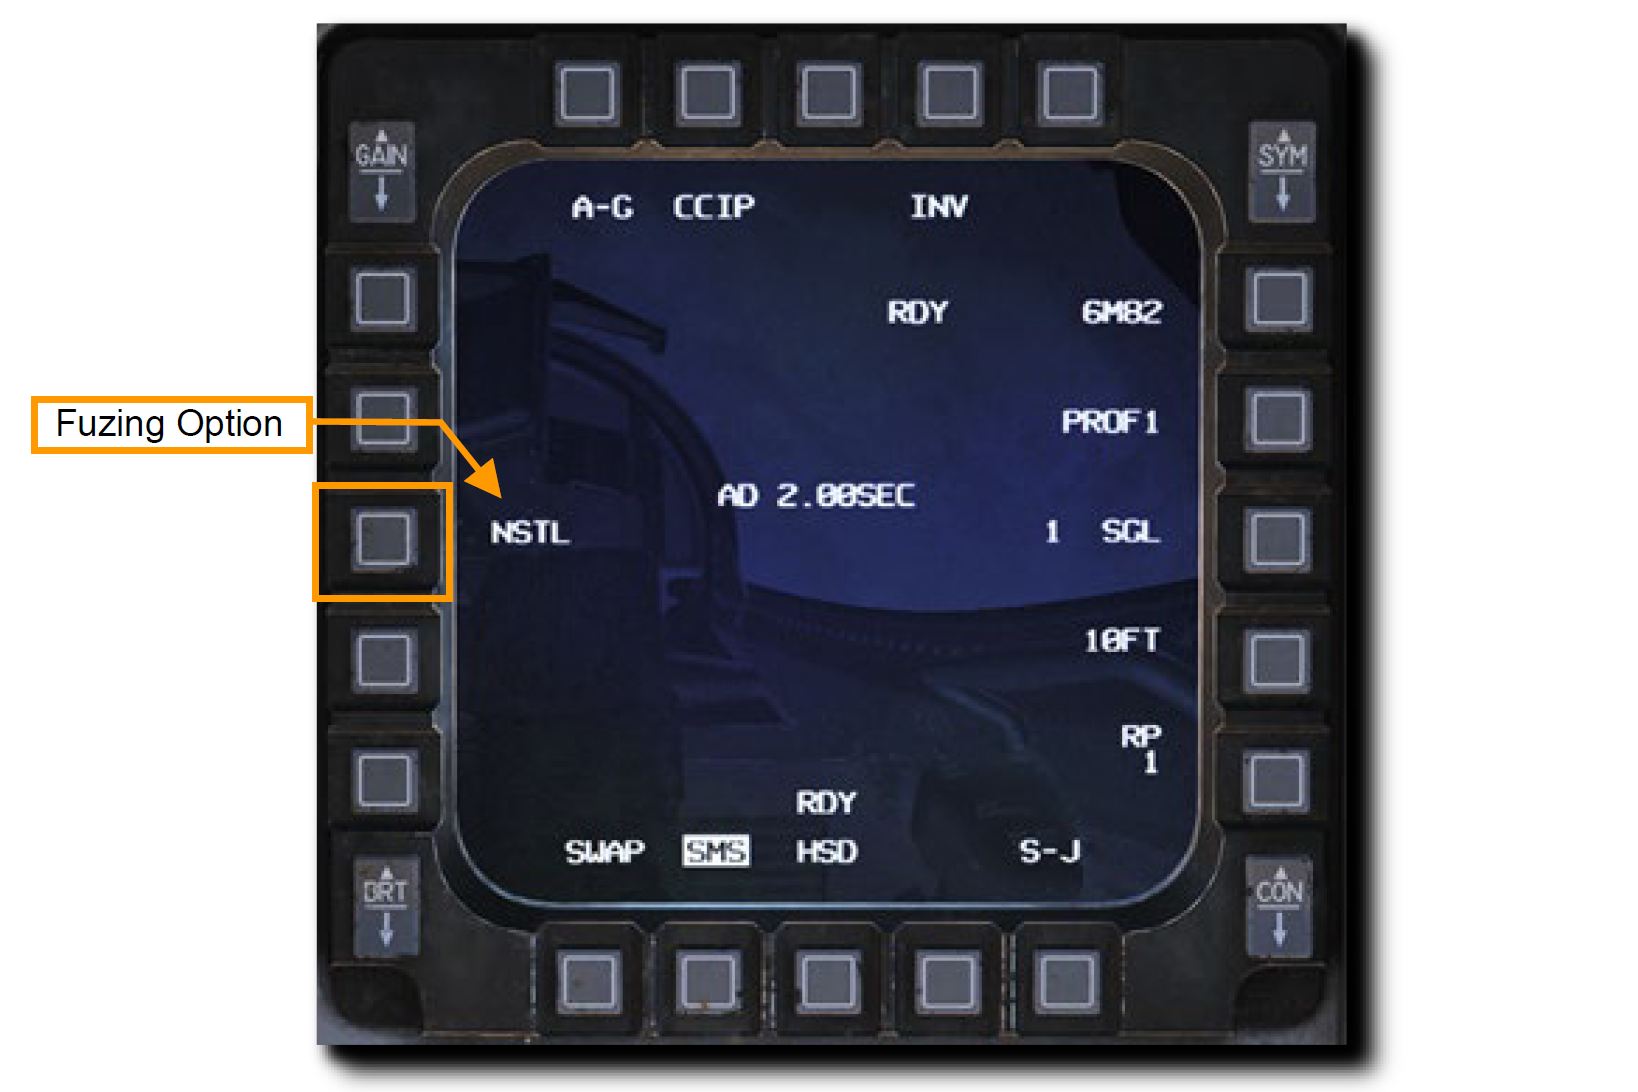 GAIN
SYM
A-G CCIP INV
RDY 6M82
PROF1
Fuzing Option
AD 2.00SEC
NSTL
1 SGL
10FT
RP
1
RDY
SWAP SMS HSD S-J
BRT
CON